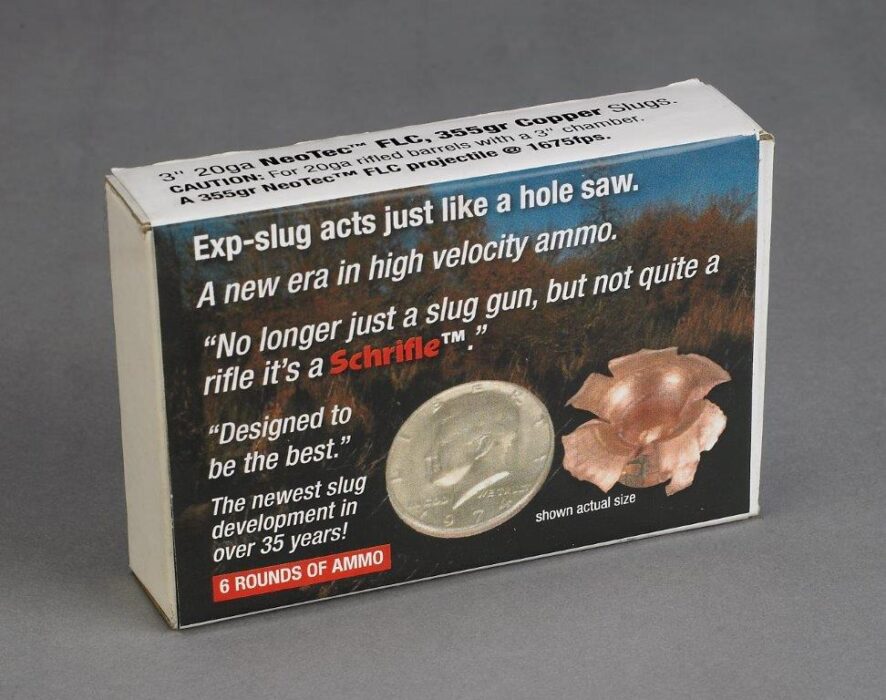 3" 20ga NeoTec™ FLC, 355gr Copper Slugs.
CAUTION: For 20ga rifled barrels with a 3" chamber.
A 355gr NeoTec™ FLC projectile @ 1675fps.
Exp-slug acts just like a hole saw.
A new era in high velocity ammo.
“No longer just a slug gun, but not quite a
rifle it's a Schrifle™.”
“Designed to
be the best.”
The newest slug
development in
over 35 years!
6 ROUNDS OF AMMO
shown actual size